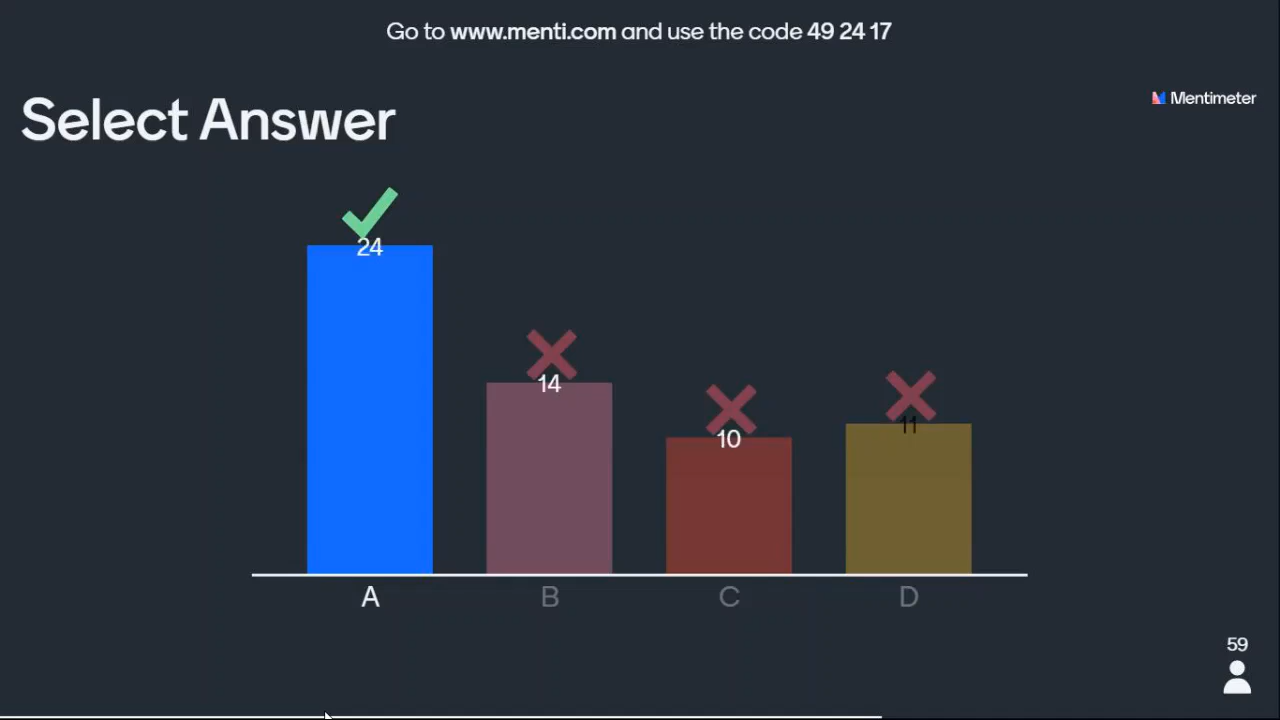 Go to www.menti.com and use the code 49 24 17
Mentimeter
Select Answer
24
14
10
11
A
B
C
D
59